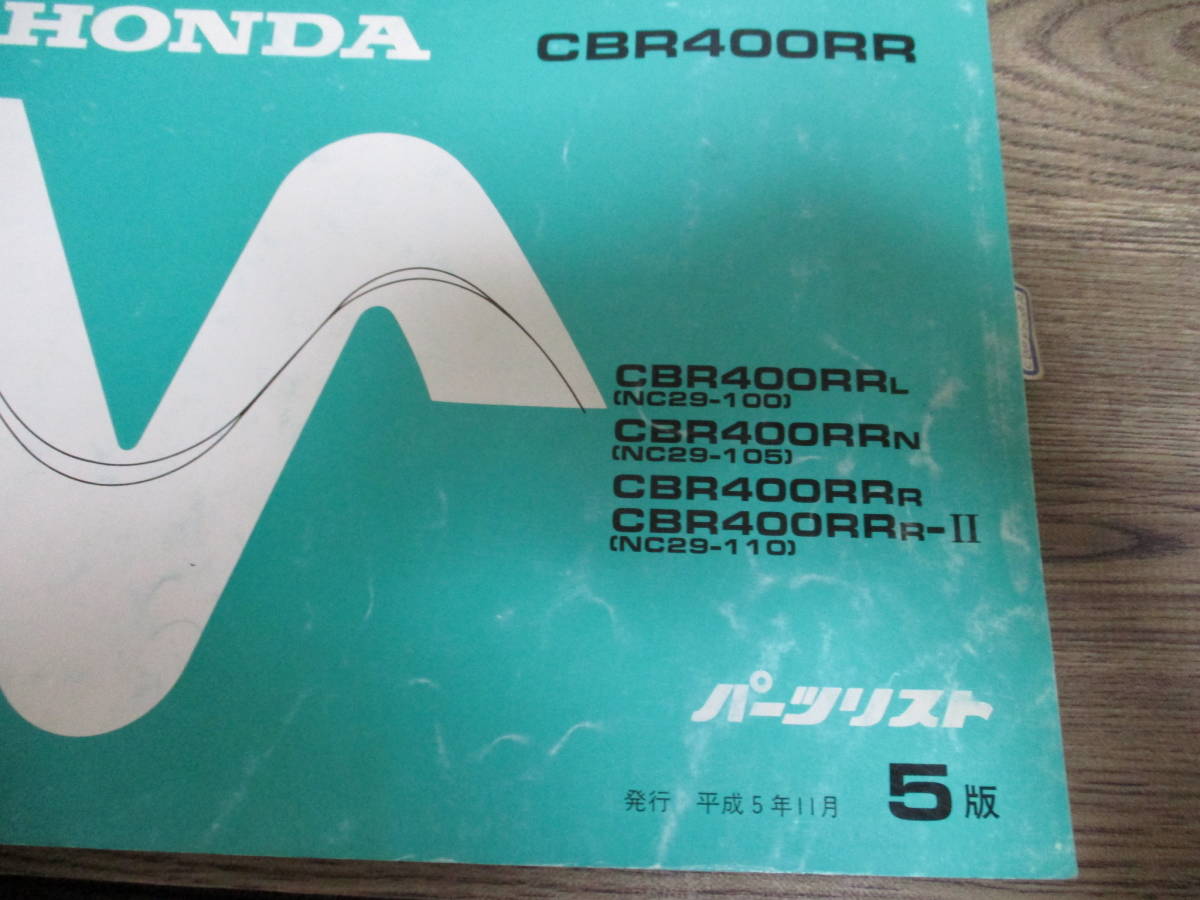 HONDA
CBR400RR
CBR400RRL
(NC29-100)
CBR400RRN
(NC29-105)
CBR400RRR
CBR400RRR-II
(NC29-110)
パーツリスト
発行 平成5年11月 5版